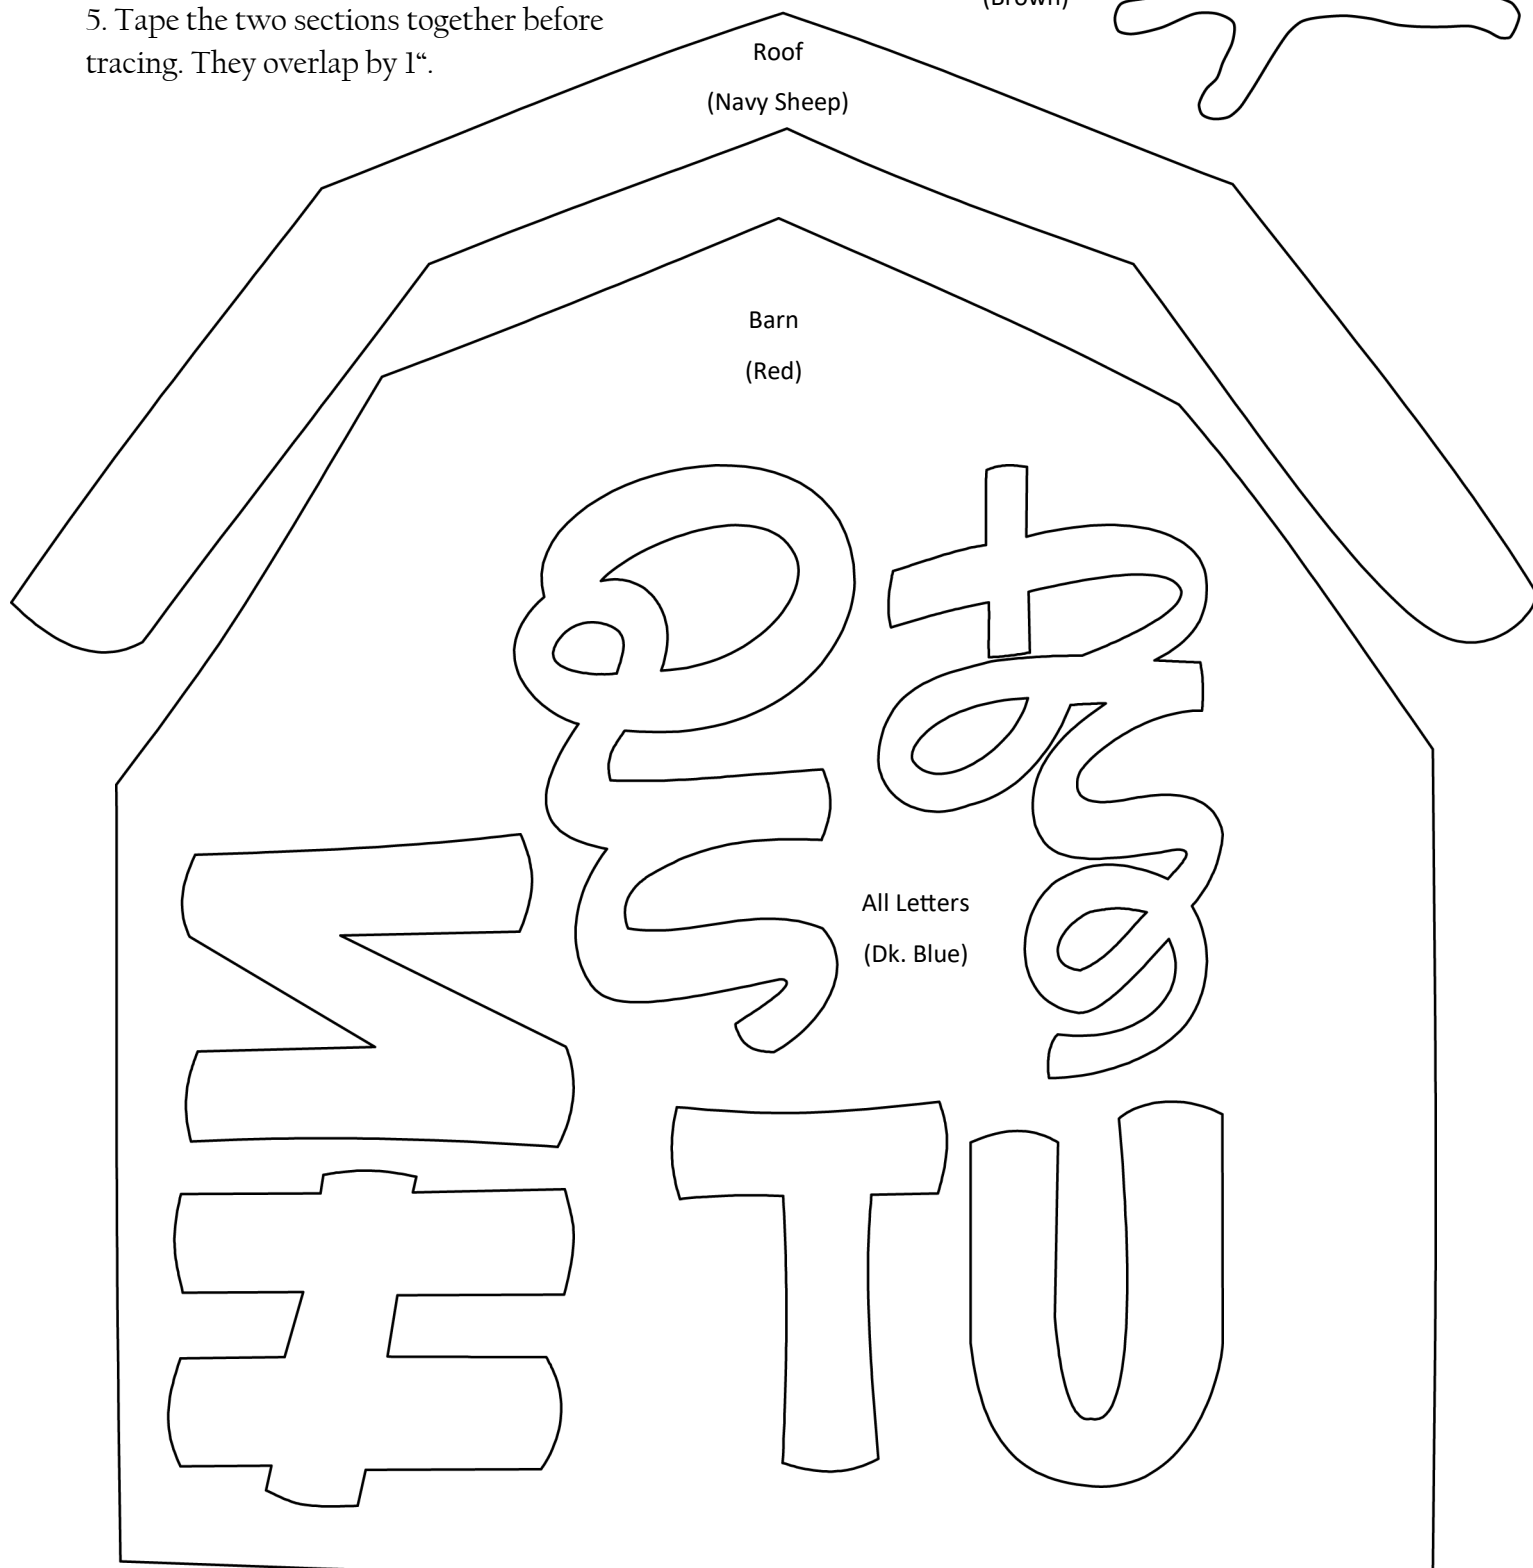 (Brown)
5. Tape the two sections together before
tracing. They overlap by 1“.
Roof
(Navy Sheep)
Barn
(Red)
All Letters
(Dk. Blue)
T U